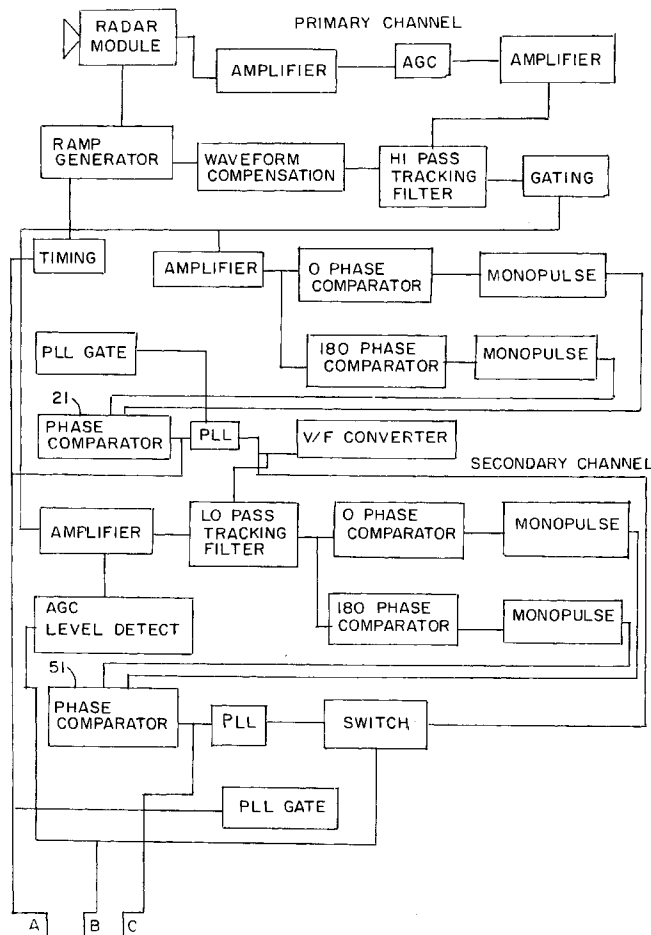 PRIMARY CHANNEL
RADAR
MODULE
AMPLIFIER
AGC
AMPLIFIER
RAMP
GENERATOR
WAVEFORM
COMPENSATION
HI PASS
TRACKING
FILTER
GATING
TIMING
AMPLIFIER
O PHASE
COMPARATOR
MONOPULSE
PLL GATE
180 PHASE
COMPARATOR
MONOPULSE
21
PHASE
COMPARATOR
PLL
V/F CONVERTER
SECONDARY CHANNEL
AMPLIFIER
LO PASS
TRACKING
FILTER
O PHASE
COMPARATOR
MONOPULSE
AGC
LEVEL DETECT
180 PHASE
COMPARATOR
MONOPULSE
51
PHASE
COMPARATOR
PLL
SWITCH
PLL GATE
A
B
C